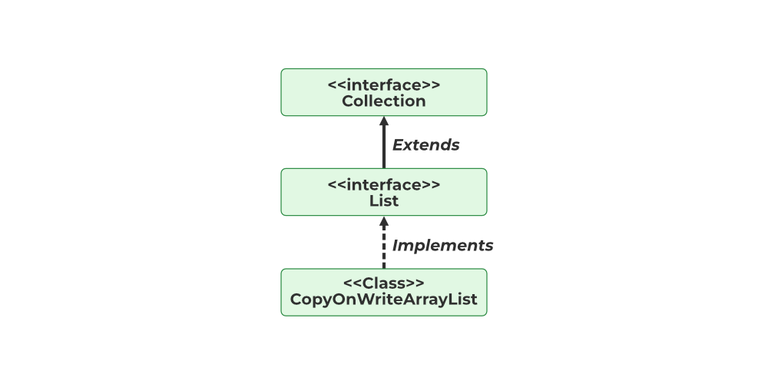 <<interface>>
Collection
Extends
<<interface>>
List
Implements
<<Class>>
CopyOnWriteArrayList